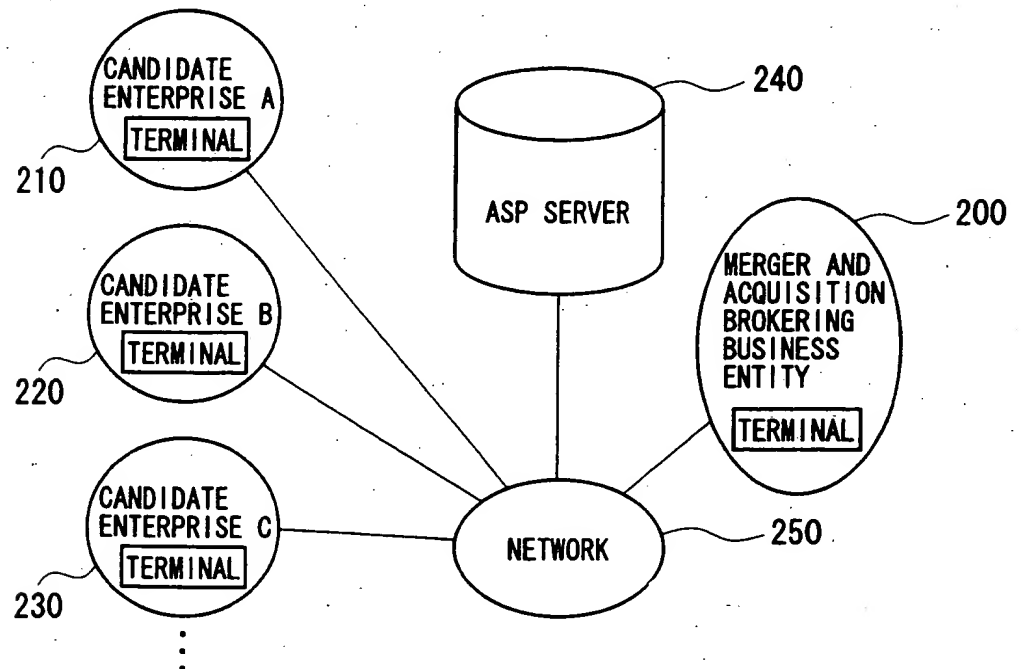 CANDIDATE
ENTERPRISE A
TERMINAL
210
CANDIDATE
ENTERPRISE B
TERMINAL
220
CANDIDATE
ENTERPRISE C
TERMINAL
230
240
ASP SERVER
200
MERGER AND
ACQUISITION
BROKERING
BUSINESS
ENTITY
TERMINAL
NETWORK
250